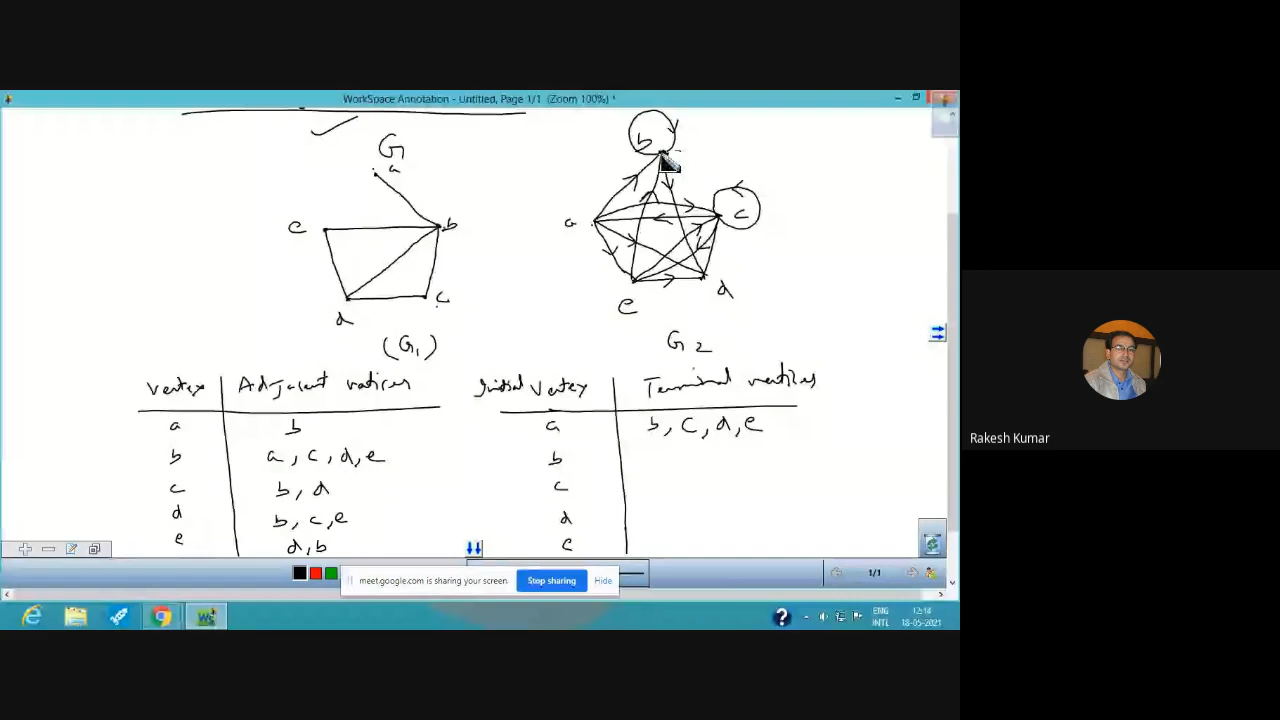 WorkSpace Annotation - Untitled, Page 1/1 (Zoom 100%) *
G
a
e
b
d
c
(G1)
b
a
c
e
d
G2
Vertex Adjacent vertices
a b
b a, c, d, e
c b, d
d b, c, e
e d, b
Initial Vertex Terminal vertices
a b, c, d, e
b
c
d
e
meet.google.com is sharing your screen. Stop sharing Hide
1/1
ENG 12:14
INTL 18-05-2021
Rakesh Kumar